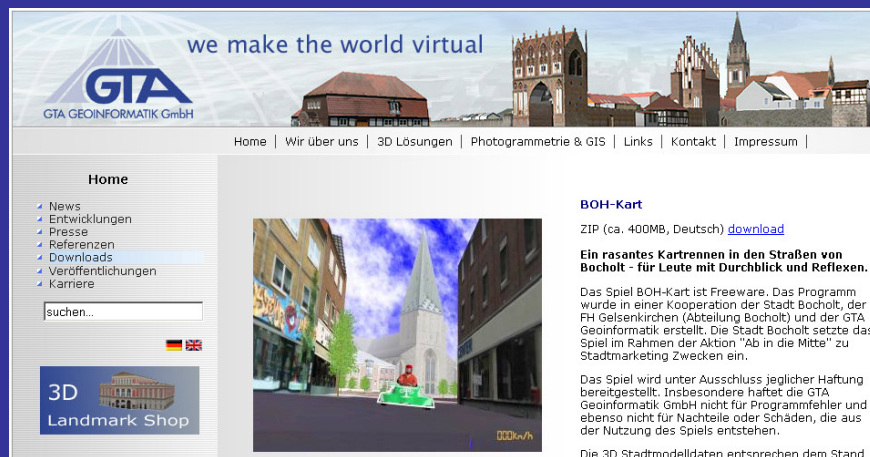 we make the world virtual
GTA
GTA GEOINFORMATIK GmbH
Home | Wir über uns | 3D Lösungen | Photogrammetrie & GIS | Links | Kontakt | Impressum |
Home
News
Entwicklungen
Presse
Referenzen
Downloads
Veröffentlichungen
Karriere
suchen...
3D
Landmark Shop
000km/h
BOH-Kart
ZIP (ca. 400MB, Deutsch) download
Ein rasantes Kartrennen in den Straßen von
Bocholt - für Leute mit Durchblick und Reflexen.
Das Spiel BOH-Kart ist Freeware. Das Programm
wurde in einer Kooperation der Stadt Bocholt, der
FH Gelsenkirchen (Abteilung Bocholt) und der GTA
Geoinformatik erstellt. Die Stadt Bocholt setzte das
Spiel im Rahmen der Aktion "Ab in die Mitte" zu
Stadtmarketing Zwecken ein.
Das Spiel wird unter Ausschluss jeglicher Haftung
bereitgestellt. Insbesondere haftet die GTA
Geoinformatik GmbH nicht für Programmfehler und
ebenso nicht für Nachteile oder Schäden, die aus
der Nutzung des Spiels entstehen.
Die 3D Stadtmodelldaten entsprechen dem Stand